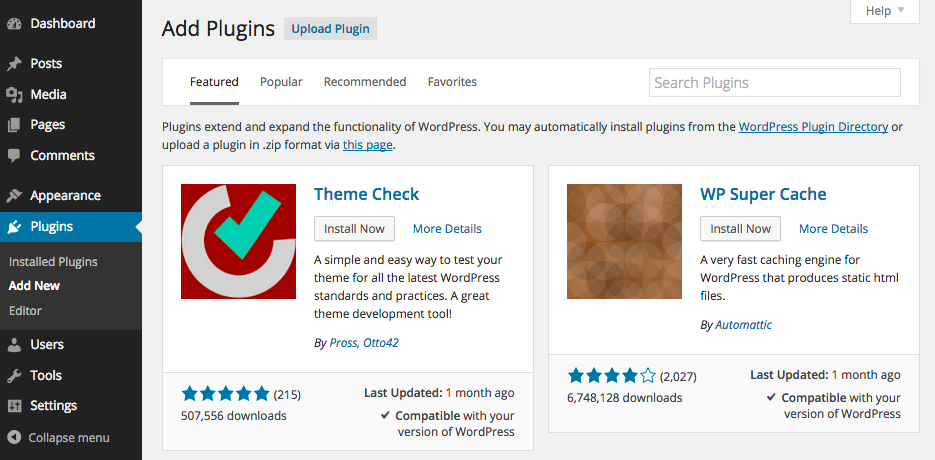 Dashboard
Posts
Media
Pages
Comments
Appearance
Plugins
Installed Plugins
Add New
Editor
Users
Tools
Settings
Collapse menu
Help
Add Plugins
Upload Plugin
Featured
Popular
Recommended
Favorites
Search Plugins
Plugins extend and expand the functionality of WordPress. You may automatically install plugins from the WordPress Plugin Directory or
upload a plugin in .zip format via this page.
Theme Check
Install Now
More Details
A simple and easy way to test your
theme for all the latest WordPress
standards and practices. A great
theme development tool!
By Pross, Otto42
(215)
507,556 downloads
Last Updated: 1 month ago
Compatible with your
version of WordPress
WP Super Cache
Install Now
More Details
A very fast caching engine for
WordPress that produces static html
files.
By Automattic
(2,027)
6,748,128 downloads
Last Updated: 1 month ago
Compatible with your
version of WordPress